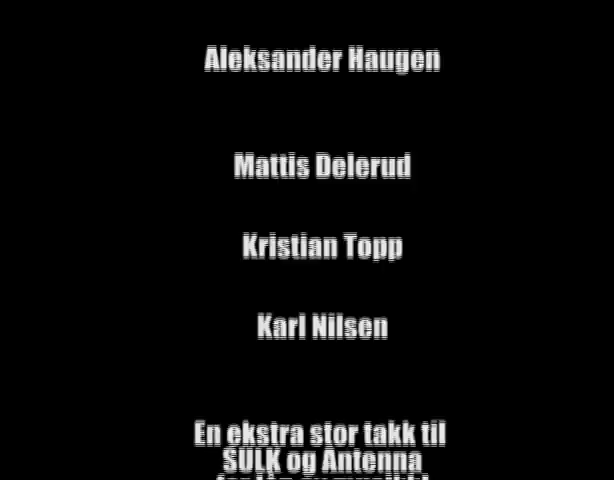 Aleksander Haugen
Mattis Delerud
Kristian Topp
Karl Nilsen
En ekstra stor takk til
SULK og Antenna